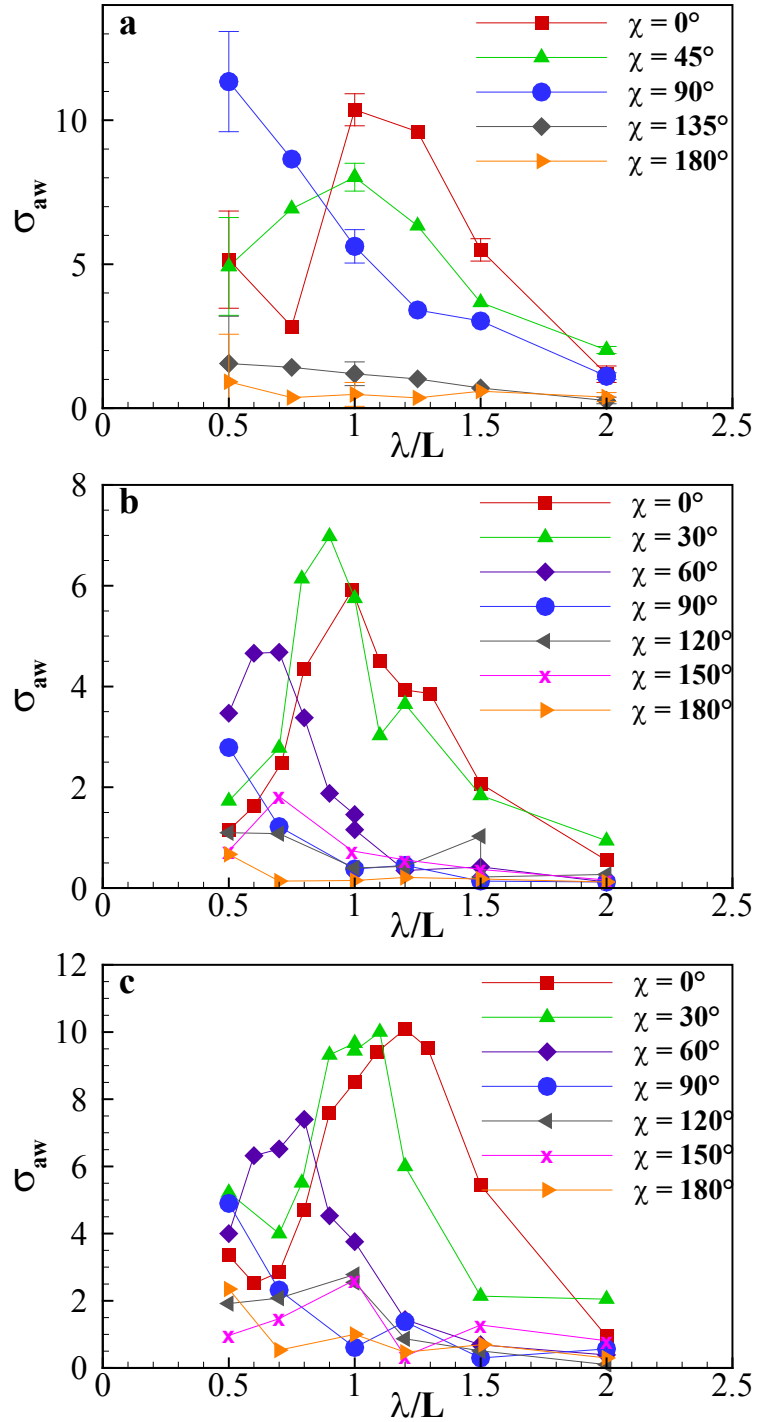 a
χ = 0°
χ = 45°
χ = 90°
χ = 135°
χ = 180°
10
5
0
σaw
0 0.5 1 1.5 2 2.5
λ/L
b
χ = 0°
χ = 30°
χ = 60°
χ = 90°
χ = 120°
χ = 150°
χ = 180°
8
6
4
2
0
σaw
0 0.5 1 1.5 2 2.5
λ/L
c
χ = 0°
χ = 30°
χ = 60°
χ = 90°
χ = 120°
χ = 150°
χ = 180°
12
10
8
6
4
2
0
σaw
0 0.5 1 1.5 2 2.5
λ/L